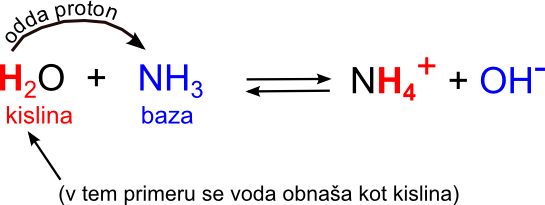 odda proton
H₂O + NH₃ ⇌ NH₄⁺ + OH⁻
kislina baza
(v tem primeru se voda obnaša kot kislina)